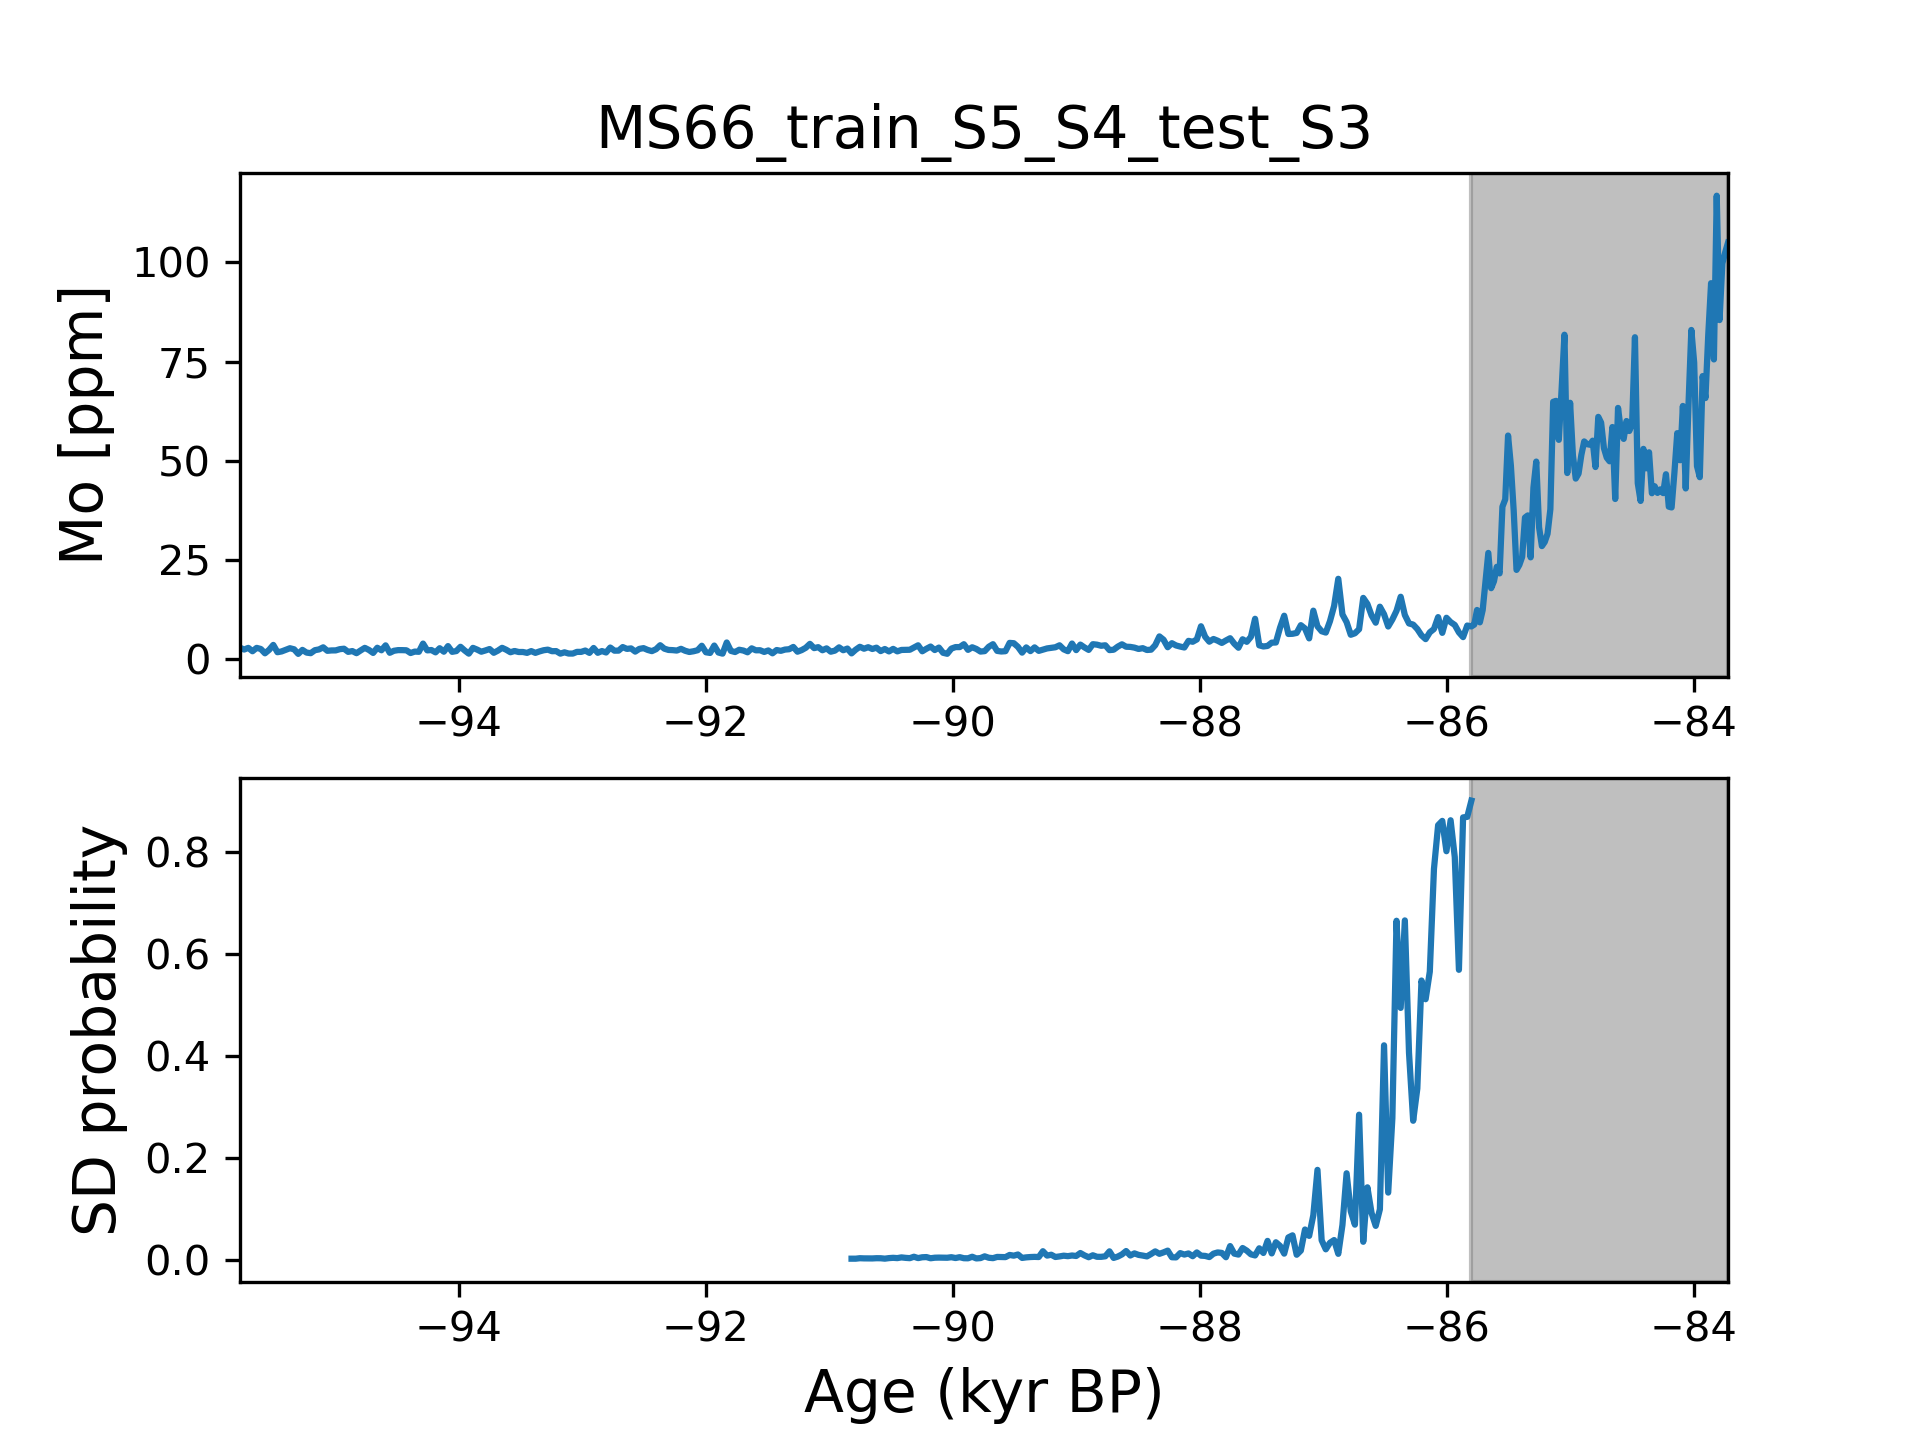 MS66_train_S5_S4_test_S3
Mo [ppm]
100
75
50
25
0
−94 −92 −90 −88 −86 −84
SD probability
0.8
0.6
0.4
0.2
0.0
−94 −92 −90 −88 −86 −84
Age (kyr BP)